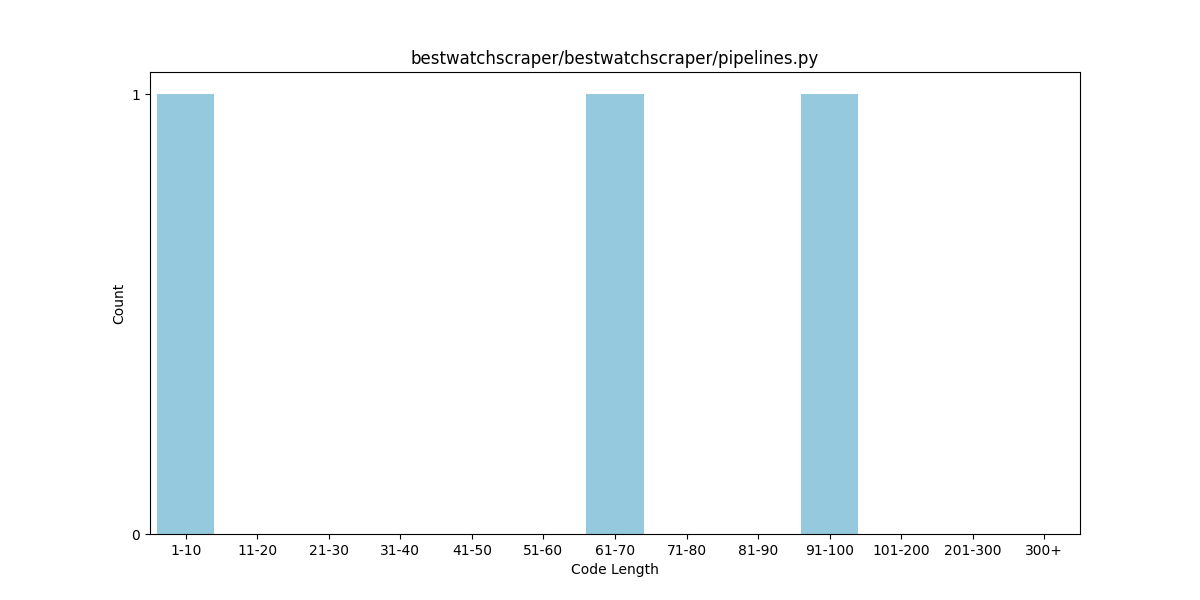 bestwatchscraper/bestwatchscraper/pipelines.py
1
Count
0
1-10 11-20 21-30 31-40 41-50 51-60 61-70 71-80 81-90 91-100 101-200 201-300 300+
Code Length